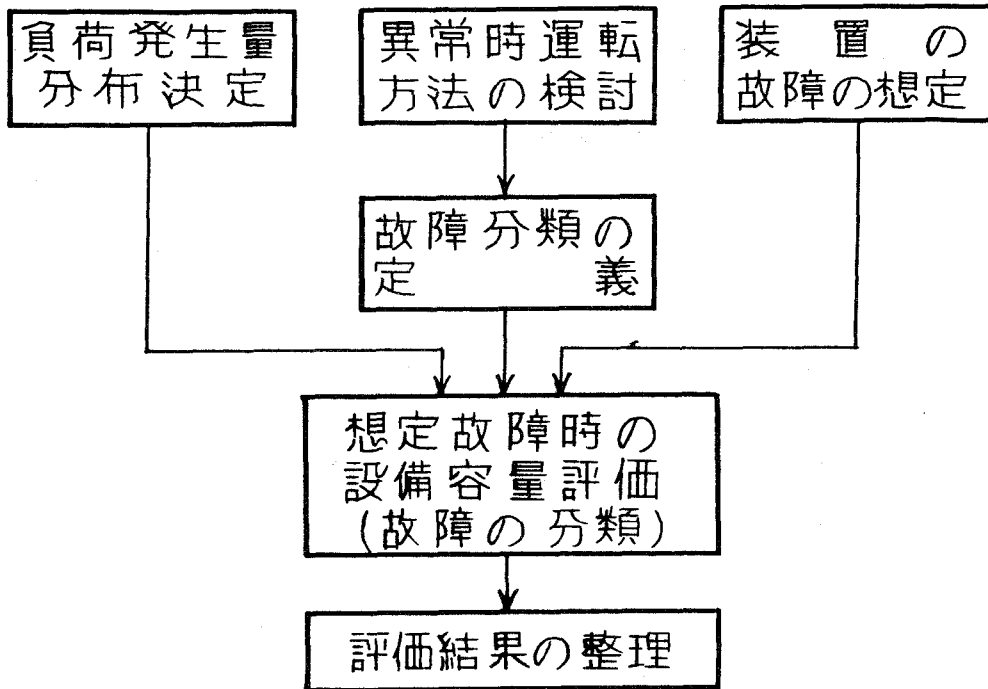 負荷発生量
分布決定
異常時運転
方法の検討
装置の
故障の想定
故障分類の
定義
想定故障時の
設備容量評価
(故障の分類)
評価結果の整理